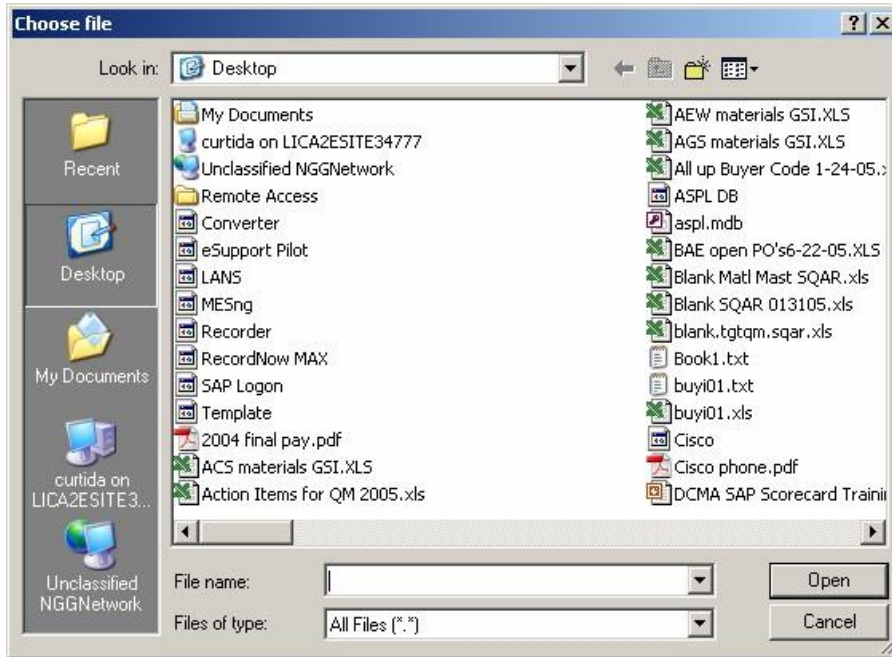 Choose file
Look in: Desktop
Recent
Desktop
My Documents
curtida on
LICA2ESITE3...
Unclassified
NGGNetwork
My Documents
curtida on LICA2ESITE34777
Unclassified NGGNetwork
Remote Access
Converter
eSupport Pilot
LANS
MESng
Recorder
RecordNow MAX
SAP Logon
Template
2004 final pay.pdf
ACS materials GSI.XLS
Action Items for QM 2005.xls
AEW materials GSI.XLS
AGS materials GSI.XLS
All up Buyer Code 1-24-05.
ASPL DB
aspl.mdb
BAE open PO's6-22-05.XLS
Blank Matl Mast SQAR.xls
Blank SQAR 013105.xls
blank.tgtqm.sqar.xls
Book1.txt
buyi01.txt
buyi01.xls
Cisco
Cisco phone.pdf
DCMA SAP Scorecard Traini
File name:
Open
Files of type: All Files (*.*)
Cancel